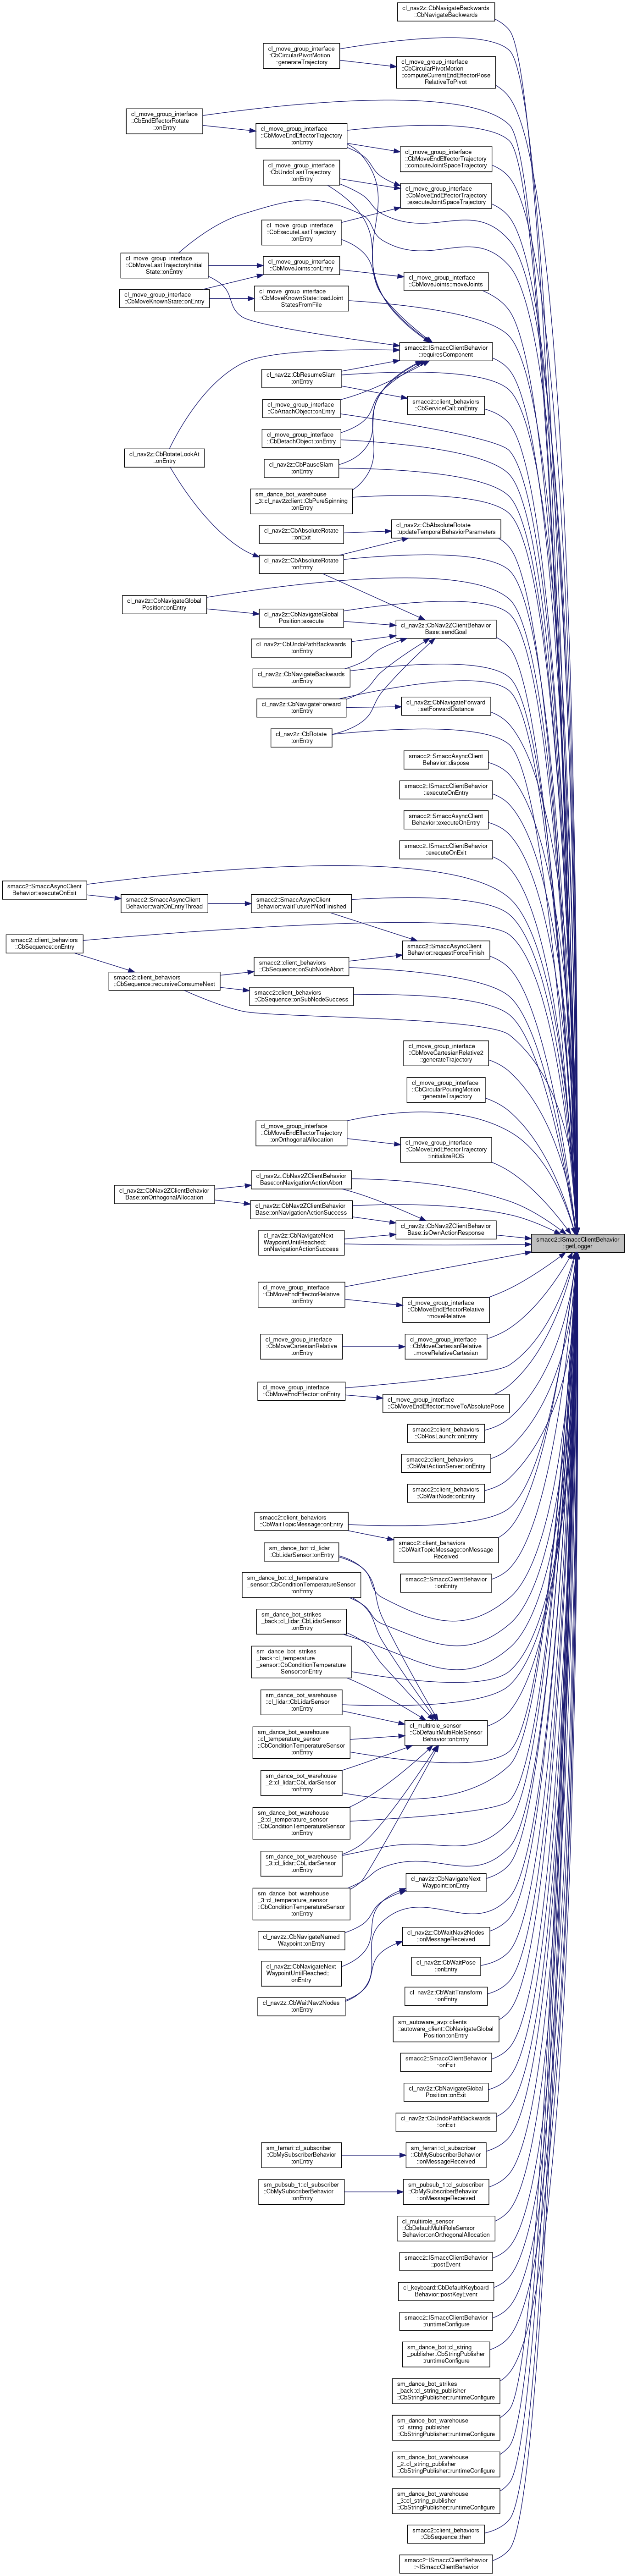 cl_nav2z::CbNavigateBackwards
::CbNavigateBackwards
cl_move_group_interface
::CbCircularPivotMotion
::generateTrajectory
cl_move_group_interface
::CbCircularPivotMotion
::computeCurrentEndEffectorPose
RelativeToPivot
cl_move_group_interface
::CbEndEffectorRotate
::onEntry
cl_move_group_interface
::CbMoveEndEffectorTrajectory
::onEntry
cl_move_group_interface
::CbMoveEndEffectorTrajectory
::computeJointSpaceTrajectory
cl_move_group_interface
::CbUndoLastTrajectory
::onEntry
cl_move_group_interface
::CbMoveEndEffectorTrajectory
::executeJointSpaceTrajectory
cl_move_group_interface
::CbExecuteLastTrajectory
::onEntry
cl_move_group_interface
::CbMoveLastTrajectoryInitial
State::onEntry
cl_move_group_interface
::CbMoveJoints::onEntry
cl_move_group_interface
::CbMoveJoints::moveJoints
cl_move_group_interface
::CbMoveKnownState::onEntry
cl_move_group_interface
::CbMoveKnownState::loadJoint
StatesFromFile
smacc2::ISmaccClientBehavior
::requiresComponent
cl_nav2z::CbResumeSlam
::onEntry
cl_move_group_interface
::CbAttachObject::onEntry
smacc2::client_behaviors
::CbServiceCall::onEntry
cl_move_group_interface
::CbDetachObject::onEntry
cl_nav2z::CbRotateLookAt
::onEntry
cl_nav2z::CbPauseSlam
::onEntry
sm_dance_bot_warehouse
_3::cl_nav2zclient::CbPureSpinning
::onEntry
cl_nav2z::CbAbsoluteRotate
::onExit
cl_nav2z::CbAbsoluteRotate
::updateTemporalBehaviorParameters
cl_nav2z::CbAbsoluteRotate
::onEntry
cl_nav2z::CbNavigateGlobal
Position::onEntry
cl_nav2z::CbNavigateGlobal
Position::execute
cl_nav2z::CbNav2ZClientBehavior
Base::sendGoal
cl_nav2z::CbUndoPathBackwards
::onEntry
cl_nav2z::CbNavigateBackwards
::onEntry
cl_nav2z::CbNavigateForward
::onEntry
cl_nav2z::CbNavigateForward
::setForwardDistance
cl_nav2z::CbRotate
::onEntry
smacc2::SmaccAsyncClient
Behavior::dispose
smacc2::ISmaccClientBehavior
::executeOnEntry
smacc2::SmaccAsyncClient
Behavior::executeOnEntry
smacc2::ISmaccClientBehavior
::executeOnExit
smacc2::SmaccAsyncClient
Behavior::executeOnExit
smacc2::SmaccAsyncClient
Behavior::waitOnEntryThread
smacc2::SmaccAsyncClient
Behavior::waitFutureIfNotFinished
smacc2::client_behaviors
::CbSequence::onEntry
smacc2::SmaccAsyncClient
Behavior::requestForceFinish
smacc2::client_behaviors
::CbSequence::recursiveConsumeNext
smacc2::client_behaviors
::CbSequence::onSubNodeAbort
smacc2::client_behaviors
::CbSequence::onSubNodeSuccess
cl_move_group_interface
::CbMoveCartesianRelative2
::generateTrajectory
cl_move_group_interface
::CbCircularPouringMotion
::generateTrajectory
cl_move_group_interface
::CbMoveEndEffectorTrajectory
::onOrthogonalAllocation
cl_move_group_interface
::CbMoveEndEffectorTrajectory
::initializeROS
cl_nav2z::CbNav2ZClientBehavior
Base::onOrthogonalAllocation
cl_nav2z::CbNav2ZClientBehavior
Base::onNavigationActionAbort
cl_nav2z::CbNav2ZClientBehavior
Base::onNavigationActionSuccess
cl_nav2z::CbNav2ZClientBehavior
Base::isOwnActionResponse
cl_nav2z::CbNavigateNext
WaypointUntilReached::
onNavigationActionSuccess
smacc2::ISmaccClientBehavior
::getLogger
cl_move_group_interface
::CbMoveEndEffectorRelative
::onEntry
cl_move_group_interface
::CbMoveEndEffectorRelative
::moveRelative
cl_move_group_interface
::CbMoveCartesianRelative
::onEntry
cl_move_group_interface
::CbMoveCartesianRelative
::moveRelativeCartesian
cl_move_group_interface
::CbMoveEndEffector::onEntry
cl_move_group_interface
::CbMoveEndEffector::moveToAbsolutePose
smacc2::client_behaviors
::CbRosLaunch::onEntry
smacc2::client_behaviors
::CbWaitActionServer::onEntry
smacc2::client_behaviors
::CbWaitNode::onEntry
smacc2::client_behaviors
::CbWaitTopicMessage::onEntry
smacc2::client_behaviors
::CbWaitTopicMessage::onMessage
Received
sm_dance_bot::cl_lidar
::CbLidarSensor::onEntry
smacc2::SmaccClientBehavior
::onEntry
sm_dance_bot::cl_temperature
_sensor::CbConditionTemperatureSensor
::onEntry
sm_dance_bot_strikes
_back::cl_lidar::CbLidarSensor
::onEntry
sm_dance_bot_strikes
_back::cl_temperature
_sensor::CbConditionTemperature
Sensor::onEntry
sm_dance_bot_warehouse
::cl_lidar::CbLidarSensor
::onEntry
cl_multirole_sensor
::CbDefaultMultiRoleSensor
Behavior::onEntry
sm_dance_bot_warehouse
::cl_temperature_sensor
::CbConditionTemperatureSensor
::onEntry
sm_dance_bot_warehouse
_2::cl_lidar::CbLidarSensor
::onEntry
sm_dance_bot_warehouse
_2::cl_temperature_sensor
::CbConditionTemperatureSensor
::onEntry
sm_dance_bot_warehouse
_3::cl_lidar::CbLidarSensor
::onEntry
sm_dance_bot_warehouse
_3::cl_temperature_sensor
::CbConditionTemperatureSensor
::onEntry
cl_nav2z::CbNavigateNext
Waypoint::onEntry
cl_nav2z::CbNavigateNamed
Waypoint::onEntry
cl_nav2z::CbNavigateNext
WaypointUntilReached::
onEntry
cl_nav2z::CbWaitNav2Nodes
::onMessageReceived
cl_nav2z::CbWaitNav2Nodes
::onEntry
cl_nav2z::CbWaitPose
::onEntry
cl_nav2z::CbWaitTransform
::onEntry
sm_autoware_avp::clients
::autoware_client::CbNavigateGlobal
Position::onEntry
smacc2::SmaccClientBehavior
::onExit
cl_nav2z::CbNavigateGlobal
Position::onExit
cl_nav2z::CbUndoPathBackwards
::onExit
sm_ferrari::cl_subscriber
::CbMySubscriberBehavior
::onEntry
sm_ferrari::cl_subscriber
::CbMySubscriberBehavior
::onMessageReceived
sm_pubsub_1::cl_subscriber
::CbMySubscriberBehavior
::onEntry
sm_pubsub_1::cl_subscriber
::CbMySubscriberBehavior
::onMessageReceived
cl_multirole_sensor
::CbDefaultMultiRoleSensor
Behavior::onOrthogonalAllocation
smacc2::ISmaccClientBehavior
::postEvent
cl_keyboard::CbDefaultKeyboard
Behavior::postKeyEvent
smacc2::ISmaccClientBehavior
::runtimeConfigure
sm_dance_bot::cl_string
_publisher::CbStringPublisher
::runtimeConfigure
sm_dance_bot_strikes
_back::cl_string_publisher
::CbStringPublisher::runtimeConfigure
sm_dance_bot_warehouse
::cl_string_publisher
::CbStringPublisher::runtimeConfigure
sm_dance_bot_warehouse
_2::cl_string_publisher
::CbStringPublisher::runtimeConfigure
sm_dance_bot_warehouse
_3::cl_string_publisher
::CbStringPublisher::runtimeConfigure
smacc2::client_behaviors
::CbSequence::then
smacc2::ISmaccClientBehavior
::~ISmaccClientBehavior